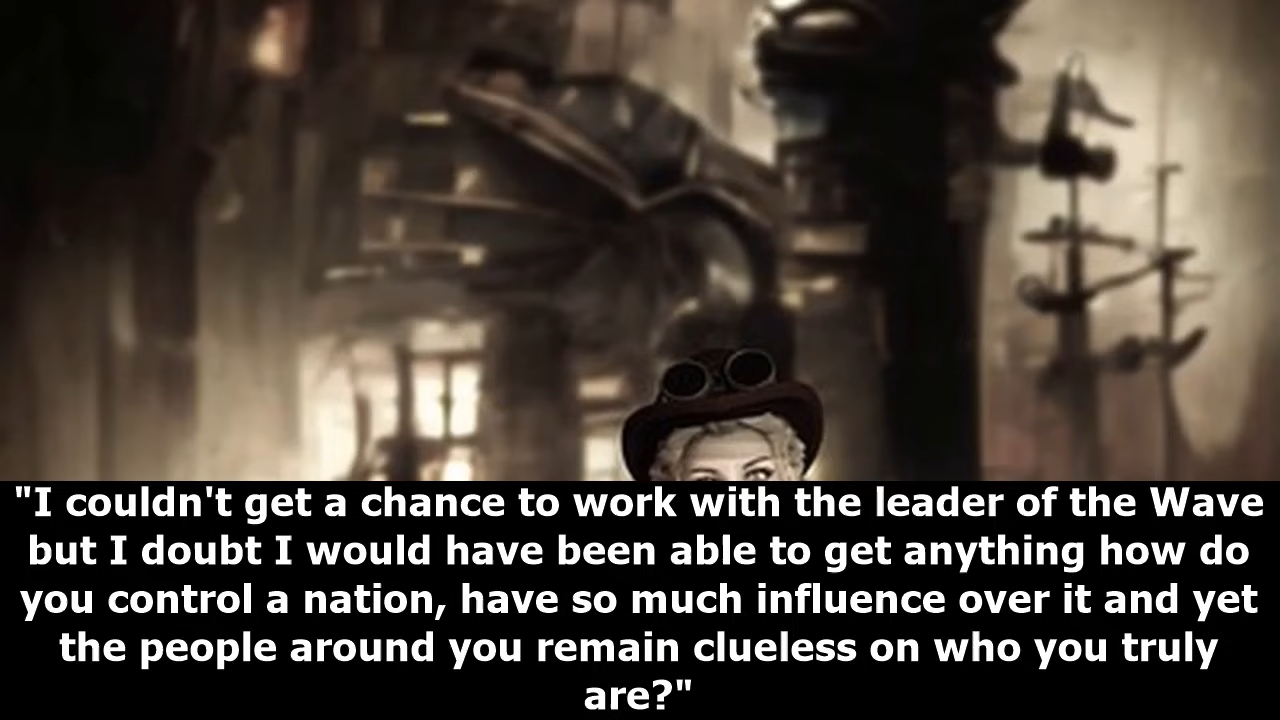 "I couldn't get a chance to work with the leader of the Wave
but I doubt I would have been able to get anything how do
you control a nation, have so much influence over it and yet
the people around you remain clueless on who you truly
are?"